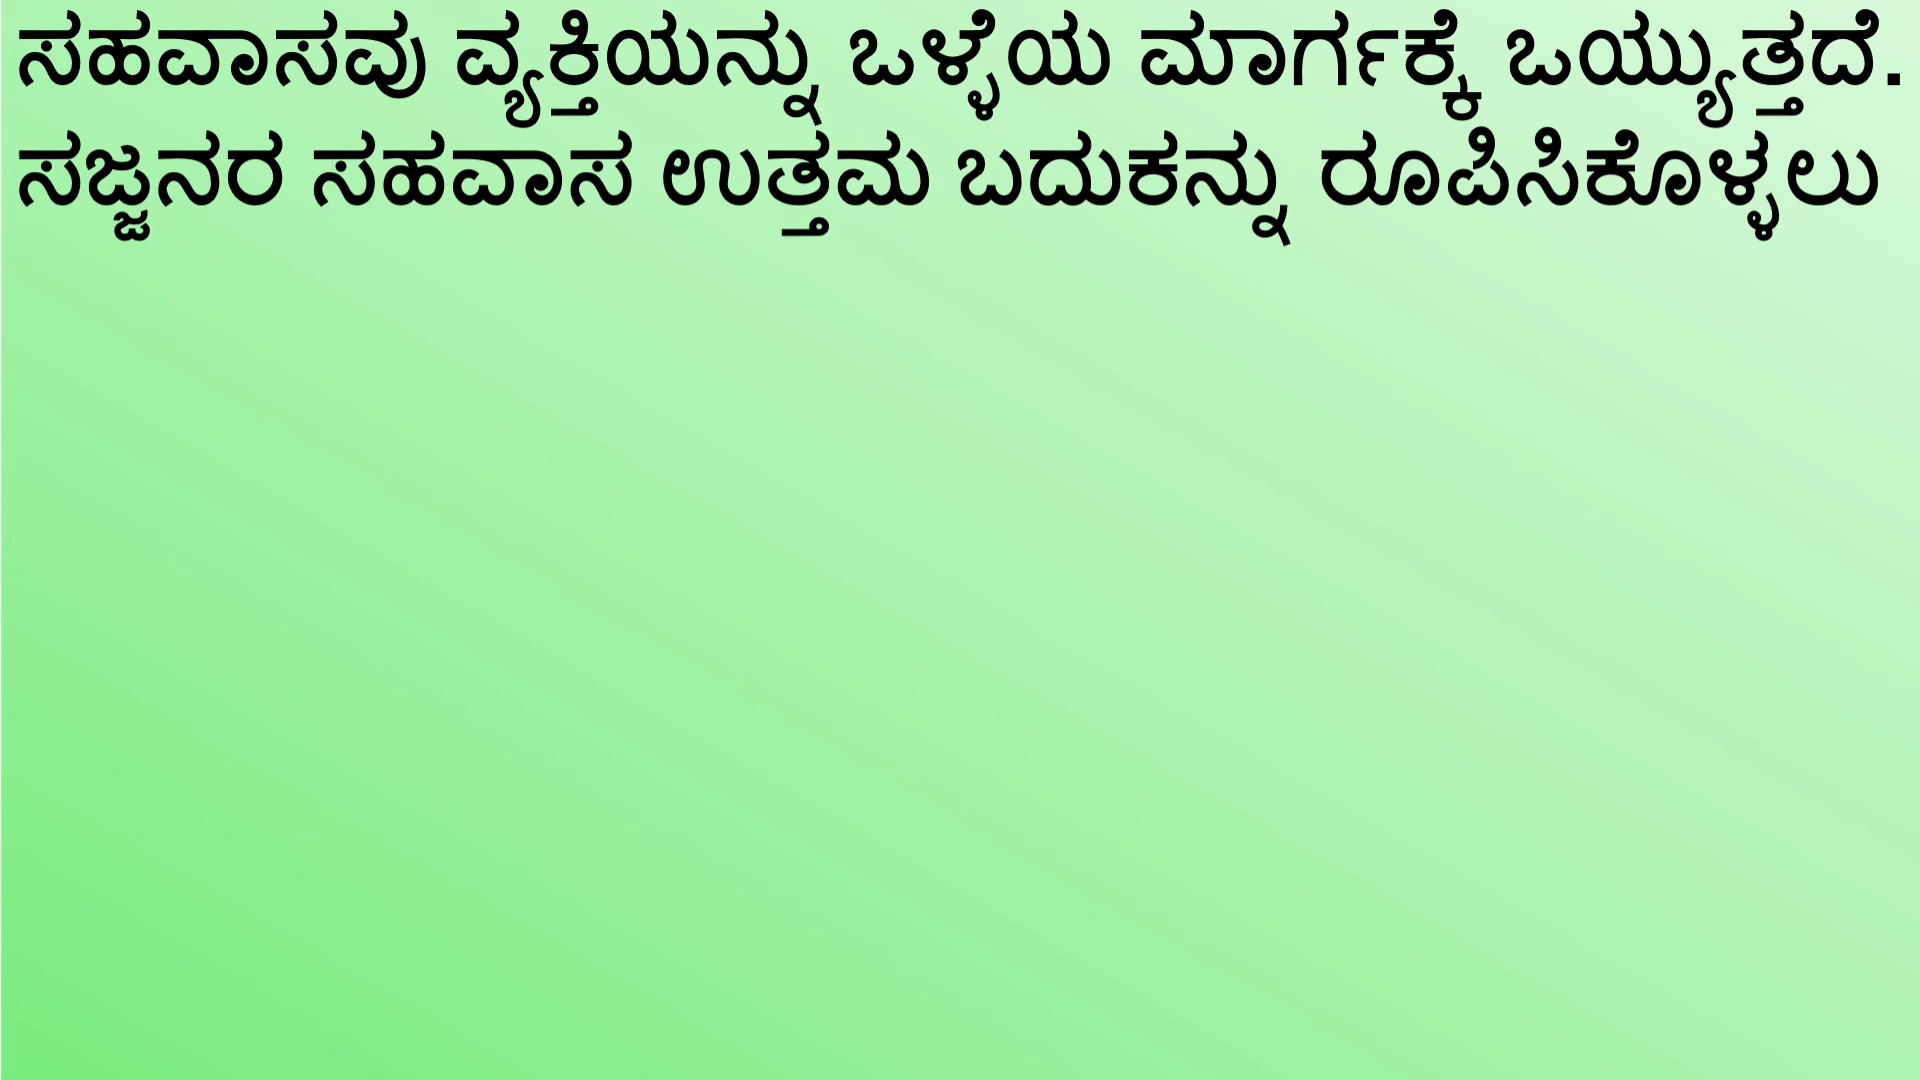 ಸಹವಾಸವು ವ್ಯಕ್ತಿಯನ್ನು ಒಳ್ಳೆಯ ಮಾರ್ಗಕ್ಕೆ ಒಯ್ಯುತ್ತದೆ.
ಸಜ್ಜನರ ಸಹವಾಸ ಉತ್ತಮ ಬದುಕನ್ನು ರೂಪಿಸಿಕೊಳ್ಳಲು